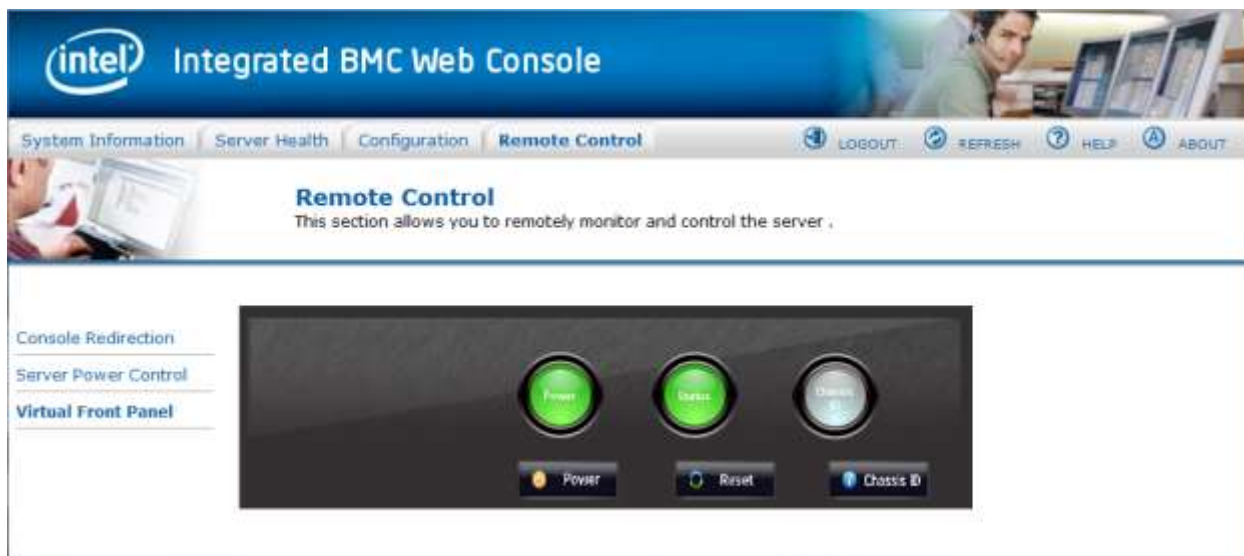 intel Integrated BMC Web Console
System Information Server Health Configuration Remote Control LOGOUT REFRESH HELP ABOUT
Remote Control
This section allows you to remotely monitor and control the server .
Console Redirection
Server Power Control
Virtual Front Panel
Power Status Chassis ID
Power Reset Chassis ID